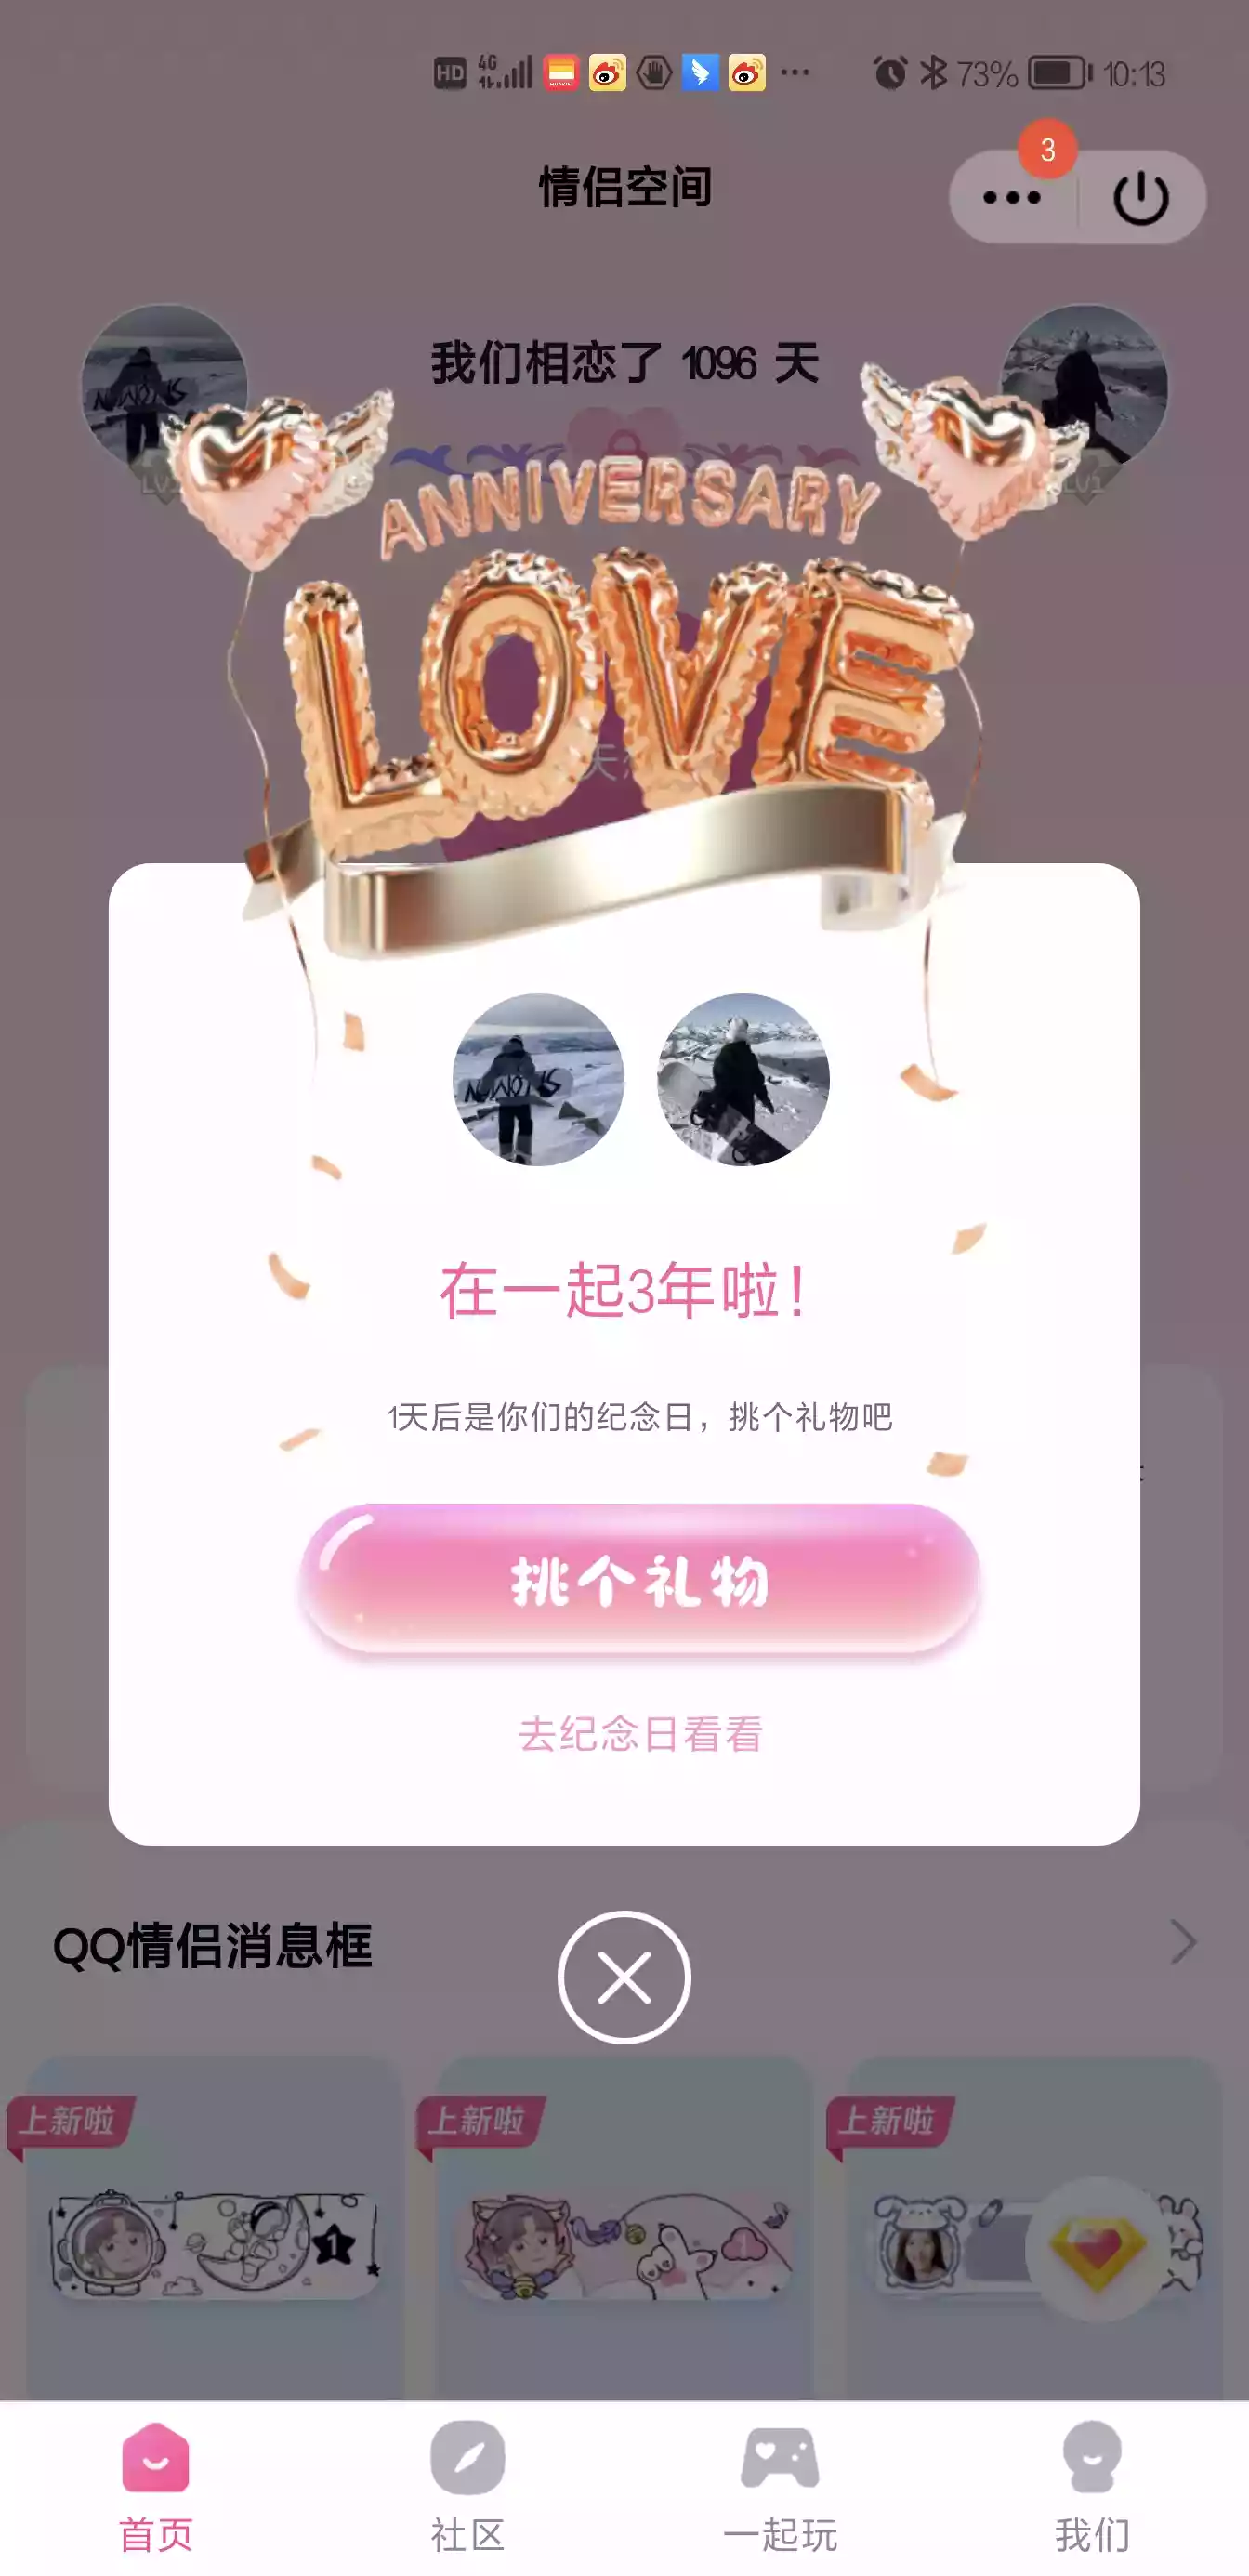 HD 4G 73% 10:13
3
情侣空间
我们相恋了 1096 天
LV1
ANNIVERSARY
LOVE
天
在一起3年啦！
1天后是你们的纪念日，挑个礼物吧
挑个礼物
去纪念日看看
QQ情侣消息框
上新啦 上新啦 上新啦
1
首页 社区 一起玩 我们